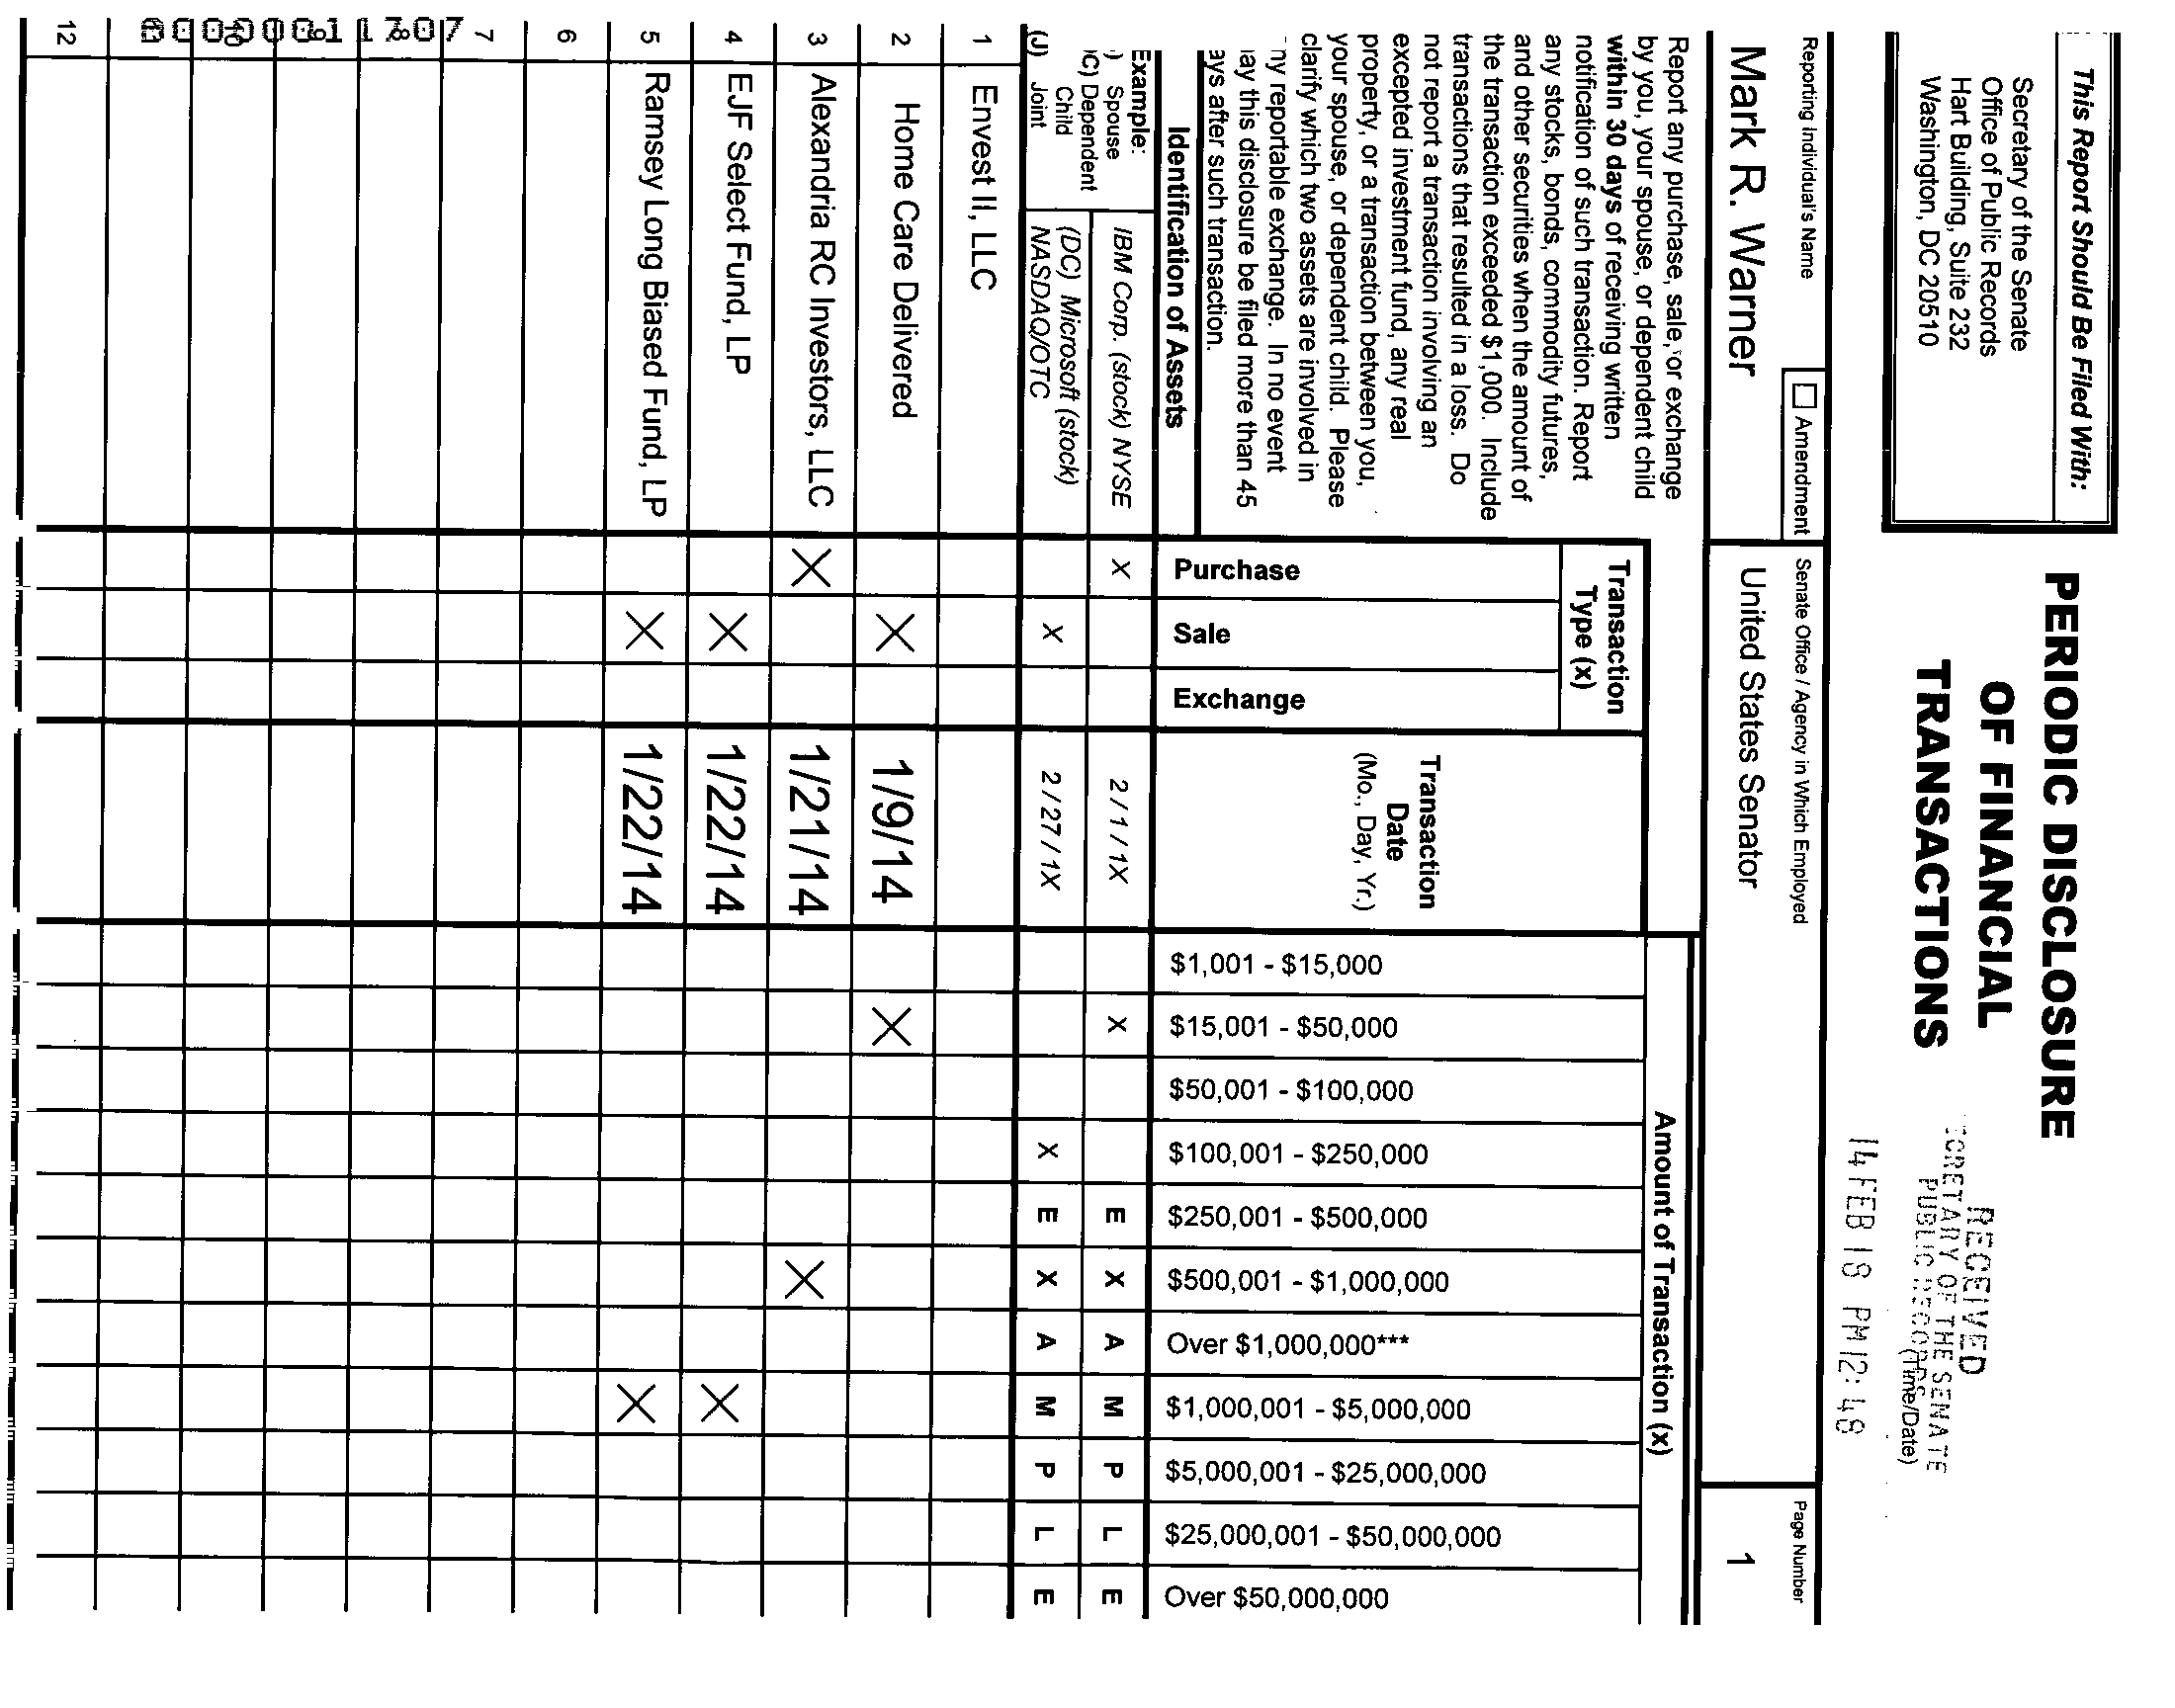 This Report Should Be Filed With:
Secretary of the Senate
Office of Public Records
Hart Building, Suite 232
Washington, DC 20510
PERIODIC DISCLOSURE
OF FINANCIAL
TRANSACTIONS
RECEIVED
OF THE SENATE
PUBLIC
(Time/Date)
14 FEB 18 PM 12:48
Reporting Individual's Name
Amendment
Senate Office / Agency in Which Employed
Page Number
Mark R. Warner
United States Senator
1
Report any purchase, sale, or exchange
by you, your spouse, or dependent child
within 30 days of receiving written
notification of such transaction. Report
any stocks, bonds, commodity futures,
and other securities when the amount of
the transaction exceeded $1,000. Include
transactions that resulted in a loss. Do
not report a transaction involving an
excepted investment fund, any real
property, or a transaction between you,
your spouse, or dependent child. Please
clarify which two assets are involved in
ny reportable exchange. In no event
nay this disclosure be filed more than 45
ays after such transaction.
Identification of Assets
Transaction
Type (x)
Purchase
Sale
Exchange
Transaction
Date
(Mo., Day, Yr.)
Amount of Transaction (x)
$1,001 - $15,000
$15,001 - $50,000
$50,001 - $100,000
$100,001 - $250,000
$250,001 - $500,000
$500,001 - $1,000,000
Over $1,000,000***
$1,000,001 - $5,000,000
$5,000,001 - $25,000,000
$25,000,001 - $50,000,000
Over $50,000,000
Example:
) Spouse
C) Dependent
Child
(J) Joint
IBM Corp. (stock) NYSE X 2 / 1 / 1X X E X A M P L E
(DC) Microsoft (stock)
NASDAQ/OTC X 2 / 27 / 1X X E X A M P L E
1 Envest II, LLC
2 Home Care Delivered X 1/9/14 X
3 Alexandria RC Investors, LLC X 1/21/14 X
4 EJF Select Fund, LP X 1/22/14 X
5 Ramsey Long Biased Fund, LP X 1/22/14 X
6
7
8
9
10
12